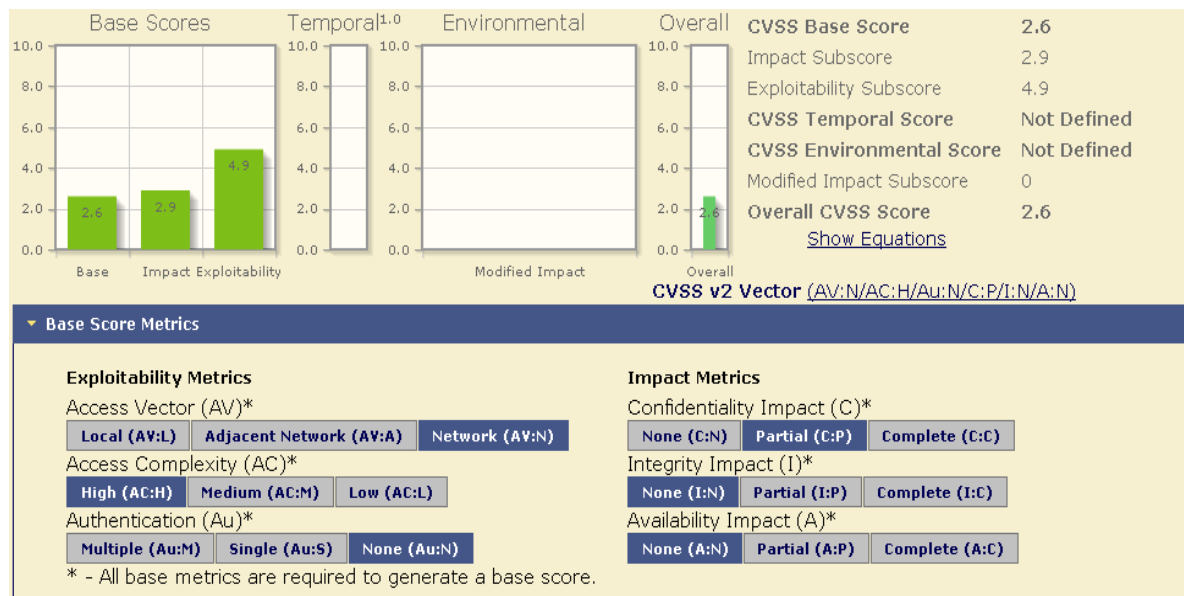 Base Scores
10.0
8.0
6.0
4.0
2.0
0.0
2.6
2.9
4.9
Base
Impact
Exploitability
Temporal1.0
10.0
8.0
6.0
4.0
2.0
0.0
Environmental
10.0
8.0
6.0
4.0
2.0
0.0
Modified Impact
Overall
10.0
8.0
6.0
4.0
2.0
0.0
2.6
Overall
CVSS Base Score 2.6
Impact Subscore 2.9
Exploitability Subscore 4.9
CVSS Temporal Score Not Defined
CVSS Environmental Score Not Defined
Modified Impact Subscore 0
Overall CVSS Score 2.6
Show Equations
CVSS v2 Vector (AV:N/AC:H/Au:N/C:P/I:N/A:N)
Base Score Metrics
Exploitability Metrics
Access Vector (AV)*
Local (AV:L) Adjacent Network (AV:A) Network (AV:N)
Access Complexity (AC)*
High (AC:H) Medium (AC:M) Low (AC:L)
Authentication (Au)*
Multiple (Au:M) Single (Au:S) None (Au:N)
* - All base metrics are required to generate a base score.
Impact Metrics
Confidentiality Impact (C)*
None (C:N) Partial (C:P) Complete (C:C)
Integrity Impact (I)*
None (I:N) Partial (I:P) Complete (I:C)
Availability Impact (A)*
None (A:N) Partial (A:P) Complete (A:C)